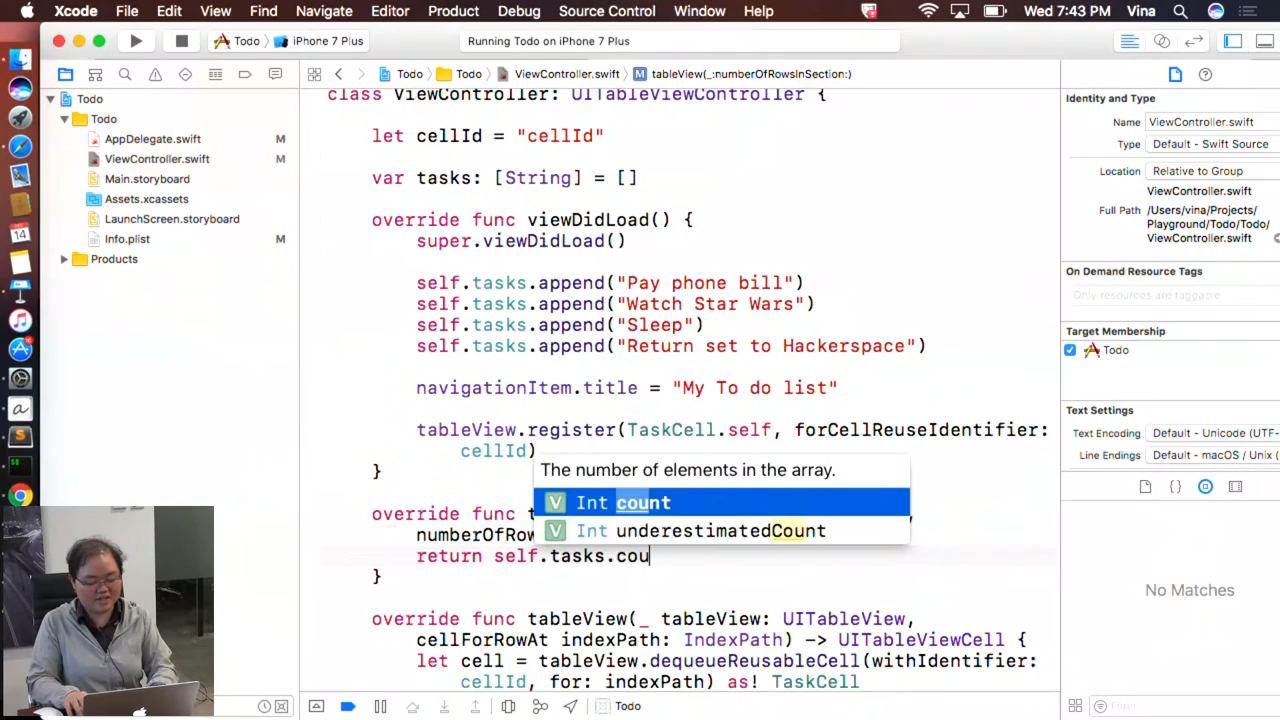 Xcode File Edit View Find Navigate Editor Product Debug Source Control Window Help Wed 7:43 PM Vina
Todo iPhone 7 Plus Running Todo on iPhone 7 Plus
Todo Todo ViewController.swift M tableView(_:numberOfRowsInSection:)
Todo
Todo
AppDelegate.swift M
ViewController.swift M
Main.storyboard
Assets.xcassets
LaunchScreen.storyboard
Info.plist M
Products
class ViewController: UITableViewController {
let cellId = "cellId"
var tasks: [String] = []
override func viewDidLoad() {
super.viewDidLoad()
self.tasks.append("Pay phone bill")
self.tasks.append("Watch Star Wars")
self.tasks.append("Sleep")
self.tasks.append("Return set to Hackerspace")
navigationItem.title = "My To do list"
tableView.register(TaskCell.self, forCellReuseIdentifier:
cellId)
}
The number of elements in the array.
V Int count
V Int underestimatedCount
override func t
numberOfRow
return self.tasks.cou
}
override func tableView(_ tableView: UITableView,
cellForRowAt indexPath: IndexPath) -> UITableViewCell {
let cell = tableView.dequeueReusableCell(withIdentifier:
cellId, for: indexPath) as! TaskCell
Todo
Identity and Type
Name ViewController.swift
Type Default - Swift Source
Location Relative to Group
ViewController.swift
Full Path /Users/vina/Projects/
Playground/Todo/Todo/
ViewController.swift
On Demand Resource Tags
Only resources are taggable
Target Membership
Todo
Text Settings
Text Encoding Default - Unicode (UTF-
Line Endings Default - macOS / Unix (
No Matches
Filter